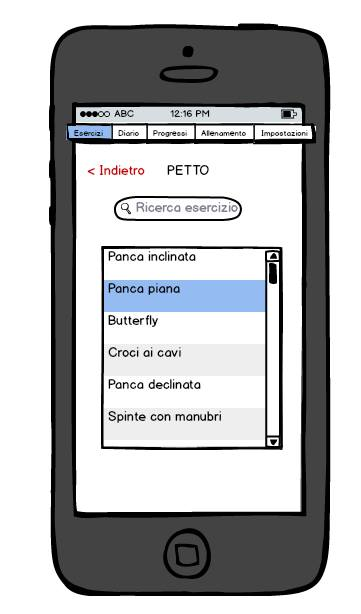 ABC 12:16 PM
Esercizi Diario Progressi Allenamento Impostazioni
< Indietro PETTO
Ricerca esercizio
Panca inclinata
Panca piana
Butterfly
Croci ai cavi
Panca declinata
Spinte con manubri